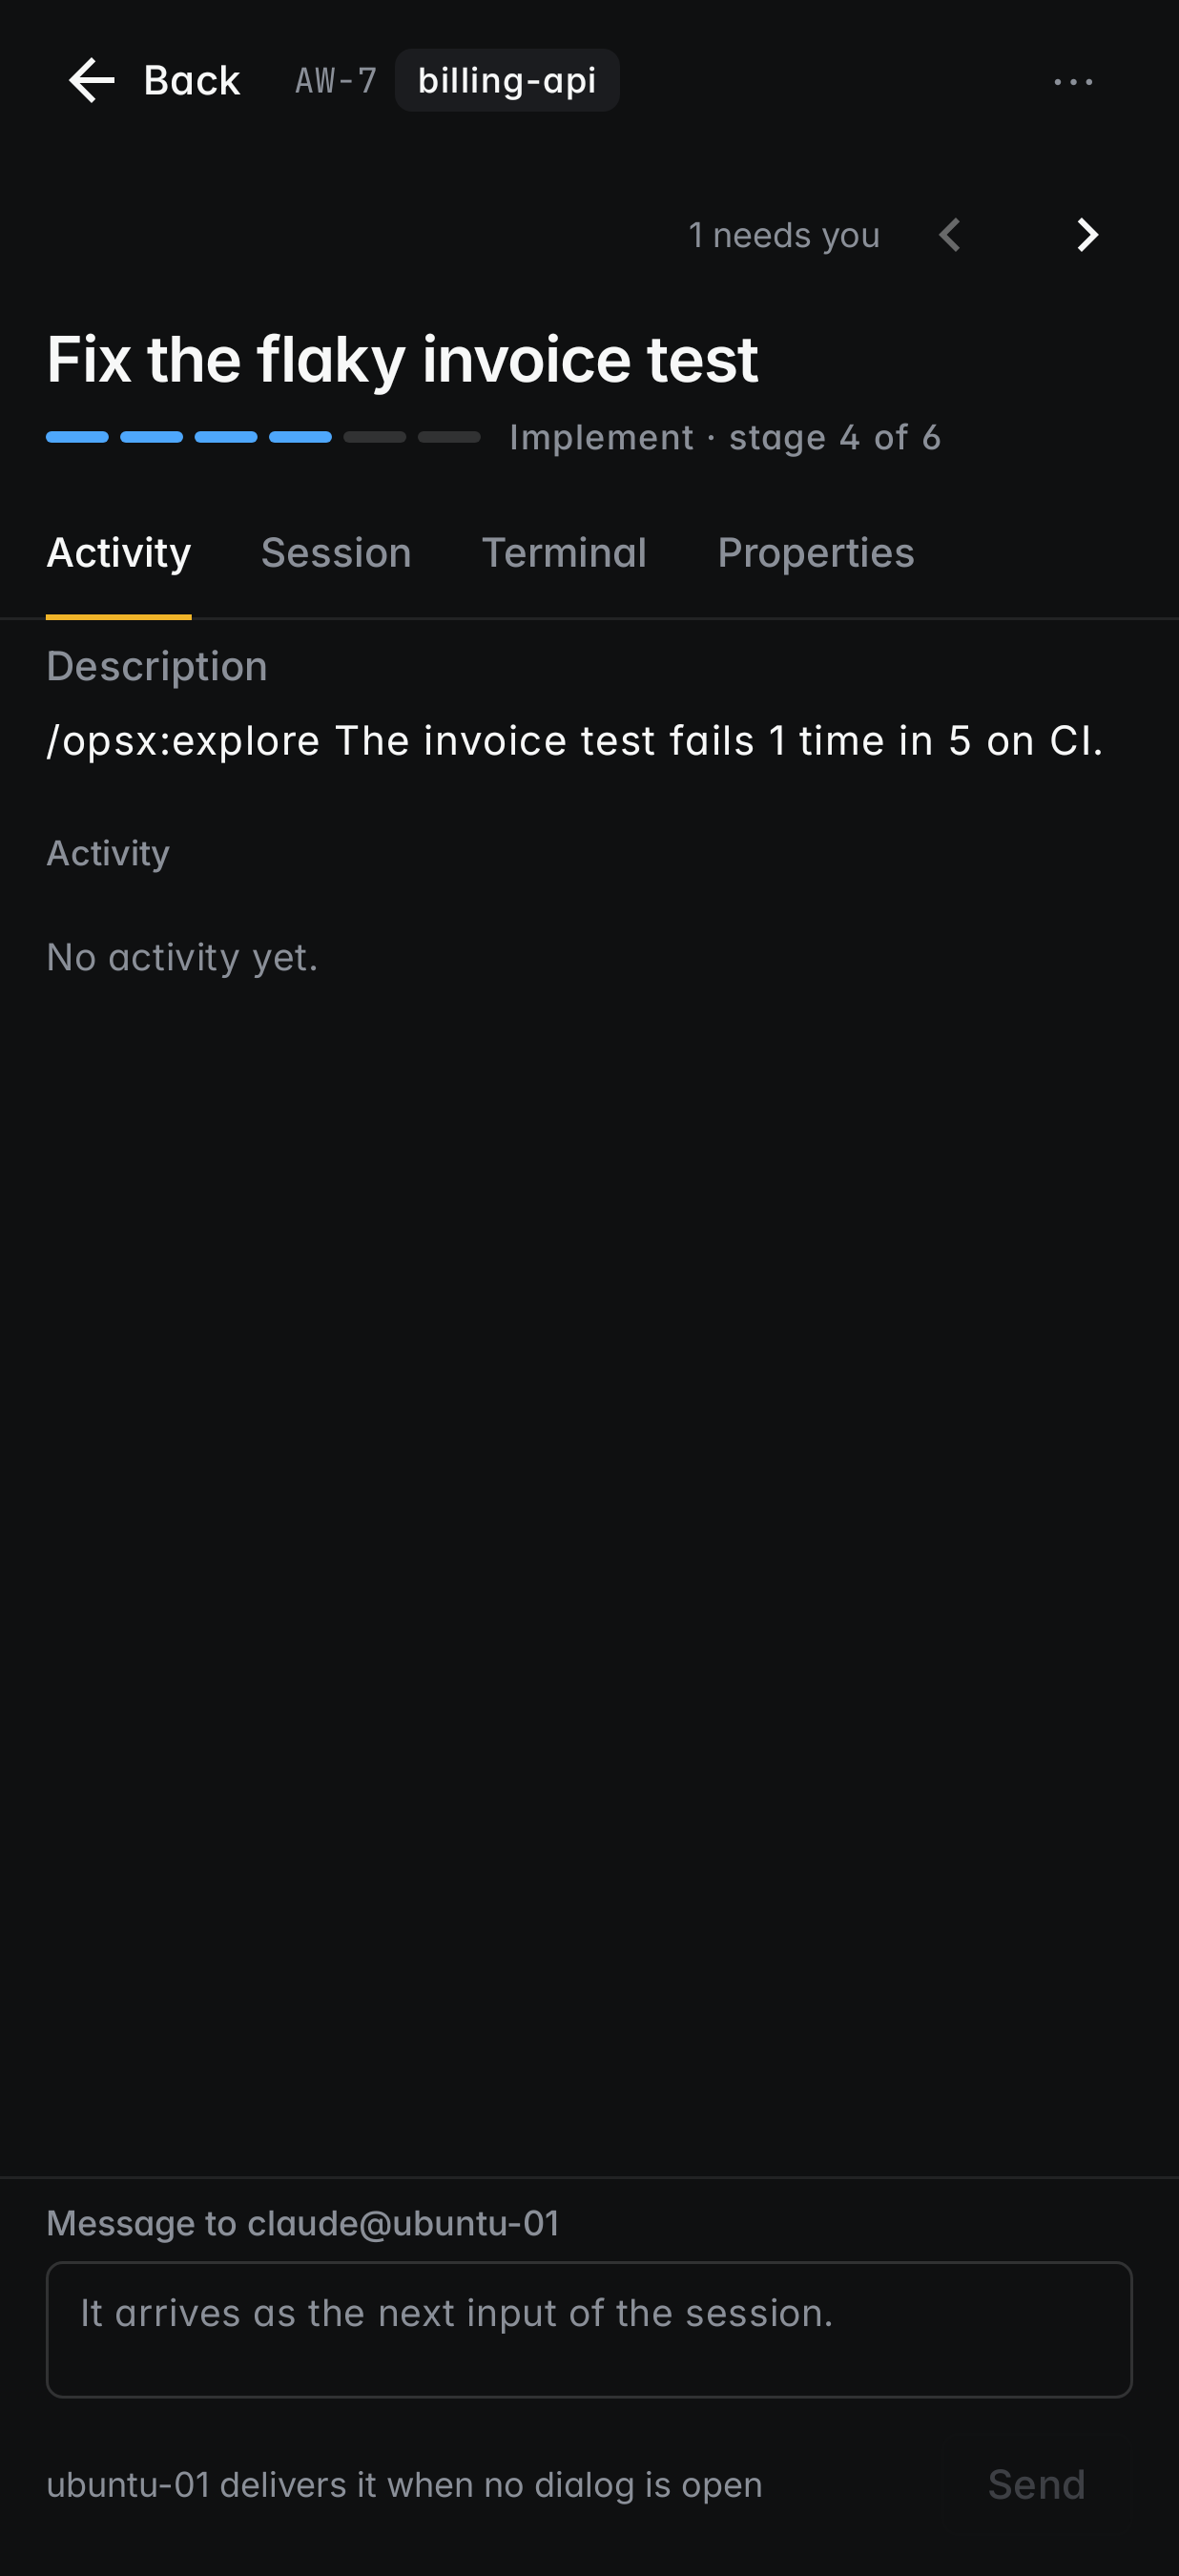 Back AW-7 billing-api ...
1 needs you
Fix the flaky invoice test
Implement · stage 4 of 6
Activity Session Terminal Properties
Description
/opsx:explore The invoice test fails 1 time in 5 on CI.
Activity
No activity yet.
Message to claude@ubuntu-01
It arrives as the next input of the session.
ubuntu-01 delivers it when no dialog is open Send